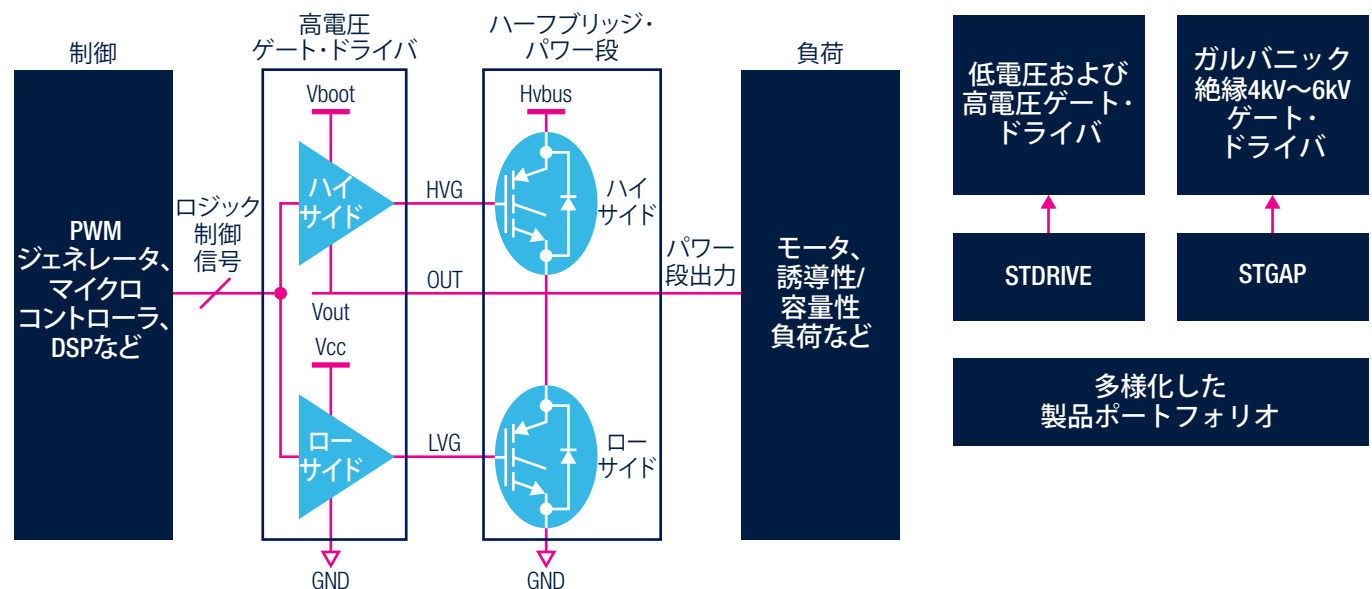 制御
PWM
ジェネレータ、
マイクロ
コントローラ、
DSPなど
ロジック
制御
信号
高電圧
ゲート・ドライバ
Vboot
ハイ
サイド
Vout
Vcc
ロー
サイド
GND
HVG
OUT
LVG
ハーフブリッジ・
パワー段
Hvbus
ハイ
サイド
ロー
サイド
GND
パワー
段出力
負荷
モータ、
誘導性/
容量性
負荷など
低電圧および
高電圧ゲート・
ドライバ
STDRIVE
ガルバニック
絶縁4kV～6kV
ゲート・
ドライバ
STGAP
多様化した
製品ポートフォリオ